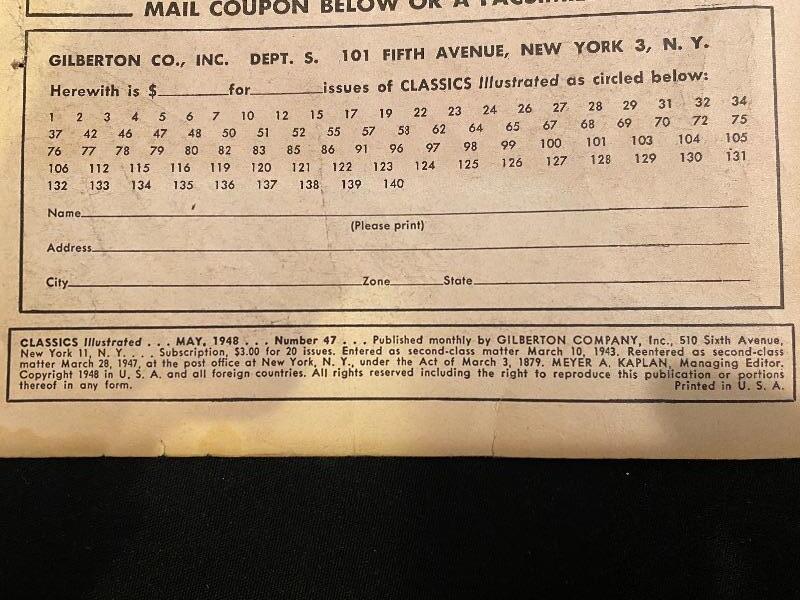 MAIL COUPON BELOW OR A
GILBERTON CO., INC. DEPT. S. 101 FIFTH AVENUE, NEW YORK 3, N. Y.
Herewith is $______for______issues of CLASSICS Illustrated as circled below:
1 2 3 4 5 6 7 10 12 15 17 19 22 23 24 26 27 28 29 31 32 34
37 42 46 47 48 50 51 52 55 57 58 62 64 65 67 68 69 70 72 75
76 77 78 79 80 82 83 85 86 91 96 97 98 99 100 101 103 104 105
106 112 115 116 119 120 121 122 123 124 125 126 127 128 129 130 131
132 133 134 135 136 137 138 139 140
Name
(Please print)
Address
City Zone State
CLASSICS Illustrated . . . MAY, 1948 . . . Number 47 . . . Published monthly by GILBERTON COMPANY, Inc., 510 Sixth Avenue,
New York 11, N. Y. . . . Subscription, $3.00 for 20 issues. Entered as second-class matter March 10, 1943. Reentered as second-class
matter March 28, 1947, at the post office at New York, N. Y., under the Act of March 3, 1879. MEYER A. KAPLAN, Managing Editor.
Copyright 1948 in U. S. A. and all foreign countries. All rights reserved including the right to reproduce this publication or portions
thereof in any form. Printed in U. S. A.